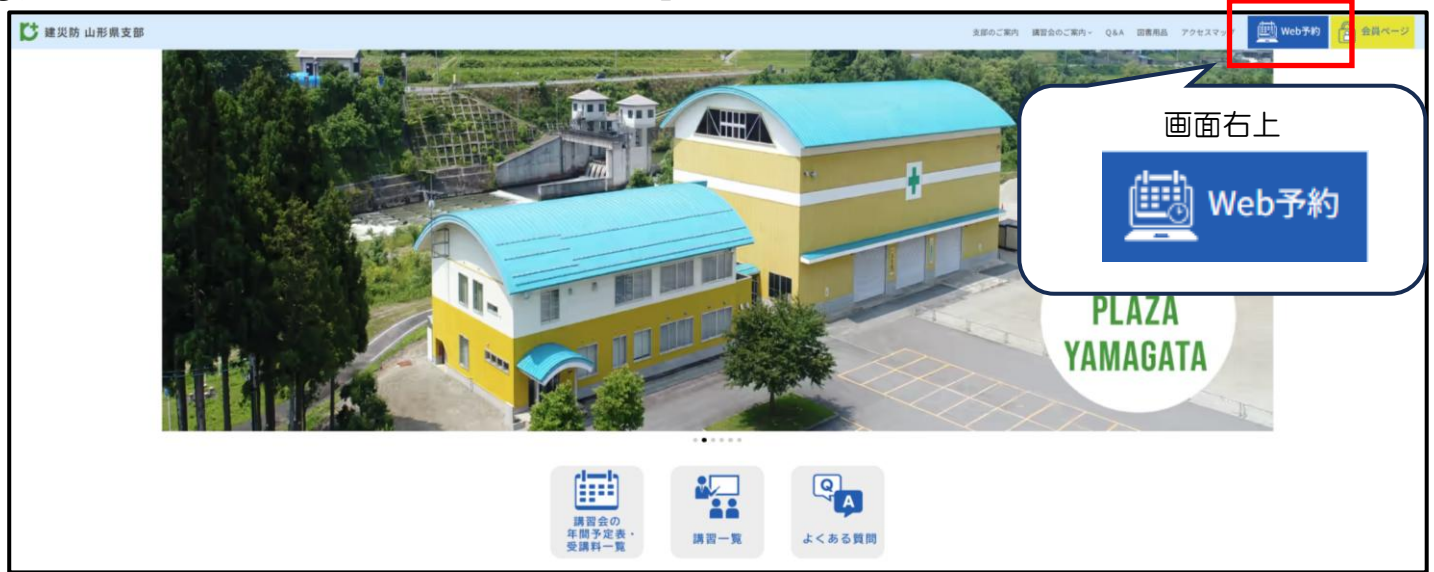 建災防 山形県支部
支部のご案内 講習会のご案内 Q&A 図書用品 アクセスマップ Web予約 会員ページ
画面右上
Web予約
PLAZA
YAMAGATA
講習会の
年間予定表・
受講料一覧
講習一覧
Q
A
よくある質問